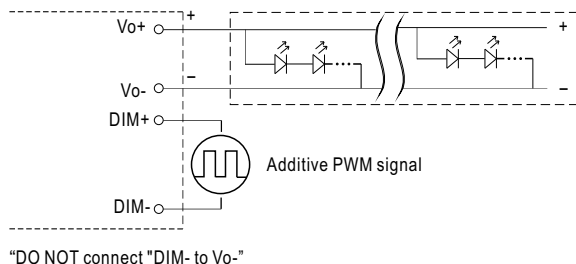 Vo+
+
+
Vo-
–
–
DIM+
Additive PWM signal
DIM-
“DO NOT connect "DIM- to Vo-”